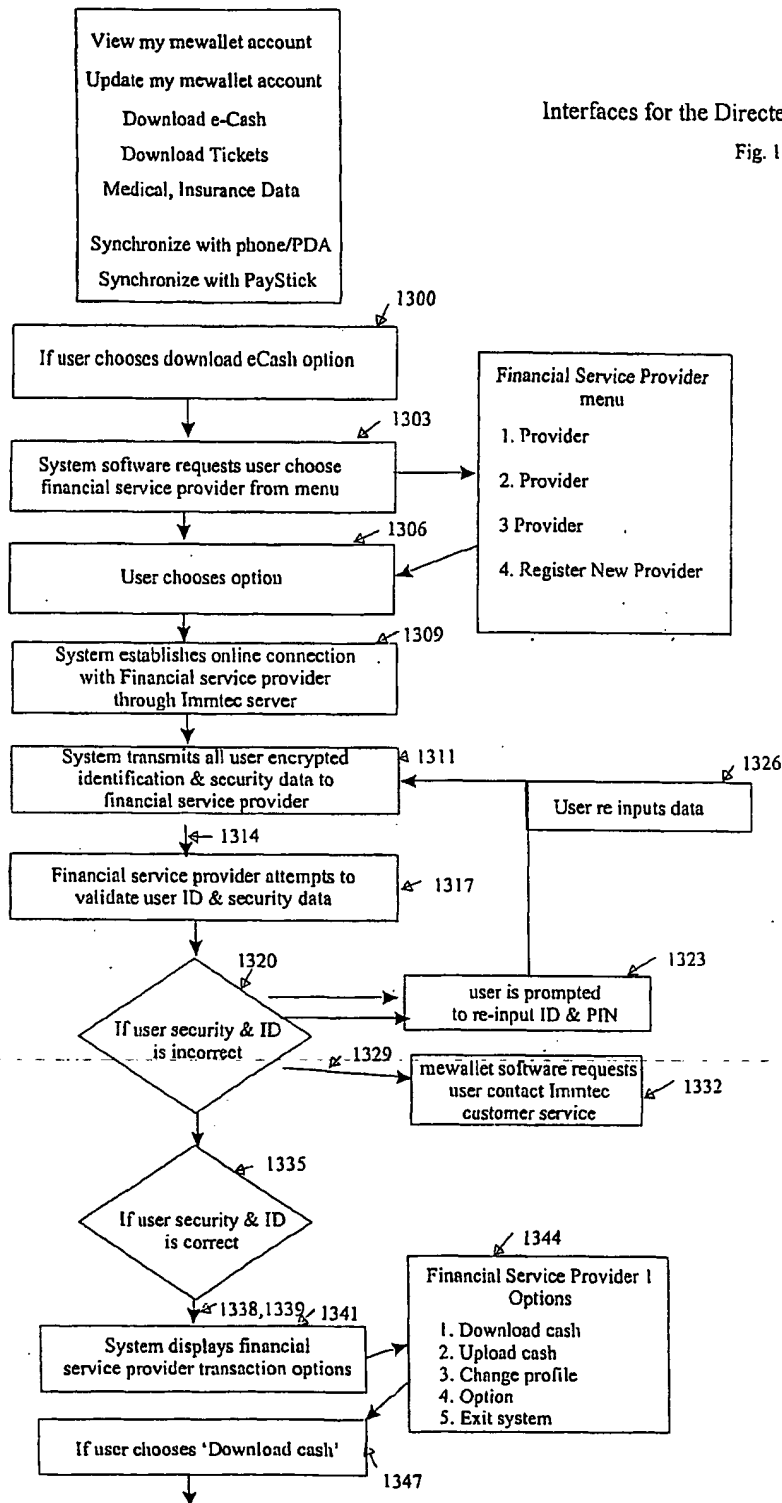 View my mewallet account
Update my mewallet account
Download e-Cash
Download Tickets
Medical, Insurance Data
Synchronize with phone/PDA
Synchronize with PayStick
Interfaces for the Directe
Fig. 1
1300
If user chooses download eCash option
1303
System software requests user choose
financial service provider from menu
Financial Service Provider
menu
1. Provider
2. Provider
3 Provider
4. Register New Provider
1306
User chooses option
1309
System establishes online connection
with Financial service provider
through Immtec server
1311
System transmits all user encrypted
identification & security data to
financial service provider
1326
User re inputs data
1314
Financial service provider attempts to
validate user ID & security data
1317
1320
If user security & ID
is incorrect
1323
user is prompted
to re-input ID & PIN
1329
mewallet software requests
user contact Immtec
customer service
1332
1335
If user security & ID
is correct
1338,1339
1341
System displays financial
service provider transaction options
1344
Financial Service Provider 1
Options
1. Download cash
2. Upload cash
3. Change profile
4. Option
5. Exit system
If user chooses 'Download cash'
1347